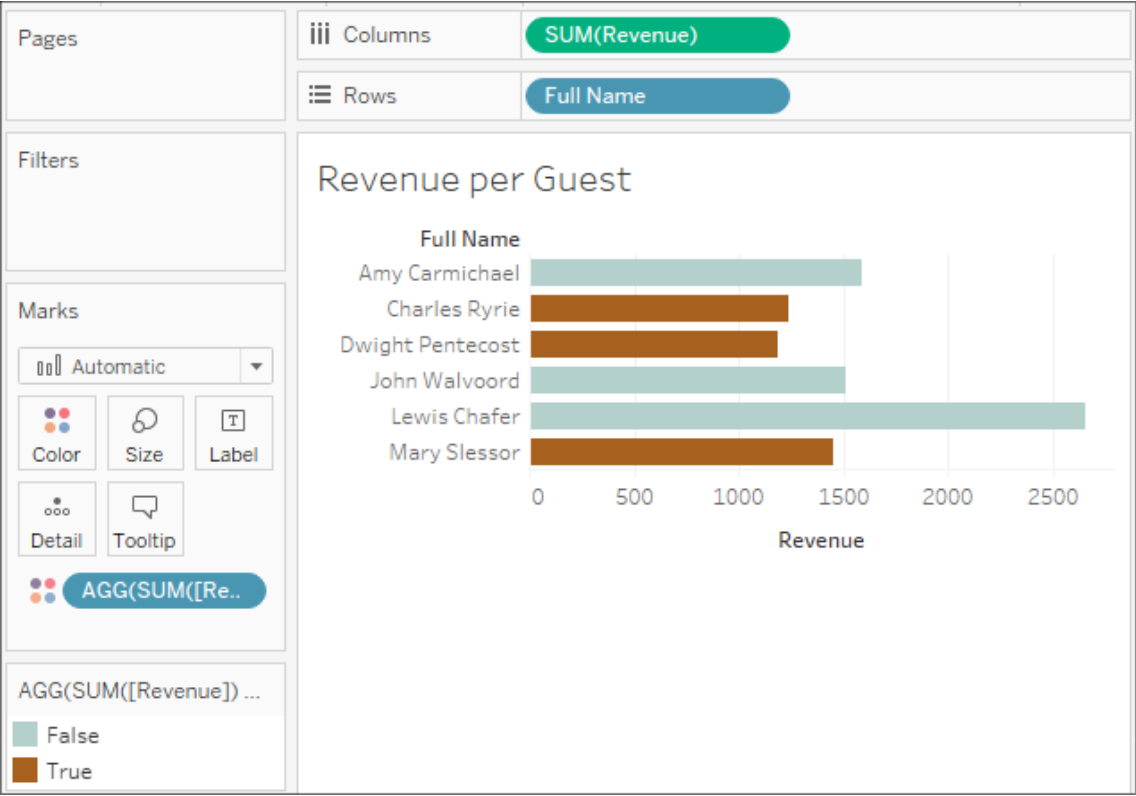 Pages
Columns
SUM(Revenue)
Rows
Full Name
Filters
Marks
Automatic
Color
Size
T
Label
Detail
Tooltip
AGG(SUM([Re..
AGG(SUM([Revenue]) ...
False
True
Revenue per Guest
Full Name
Amy Carmichael
Charles Ryrie
Dwight Pentecost
John Walvoord
Lewis Chafer
Mary Slessor
0 500 1000 1500 2000 2500
Revenue